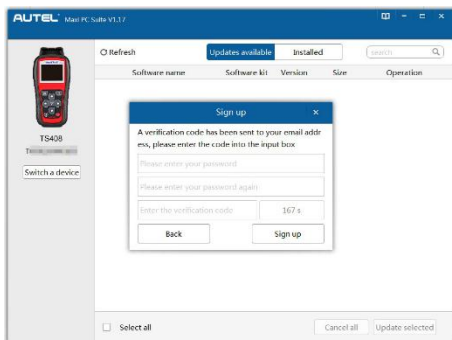 AUTEL Maxi PC Suite V1.17
Refresh Updates available Installed search
Software name Software kit Version Size Operation
TS408
Switch a device
Sign up
A verification code has been sent to your email addr
ess, please enter the code into the input box
Please enter your password
Please enter your password again
Enter the verification code 167 s
Back Sign up
Select all Cancel all Update selected